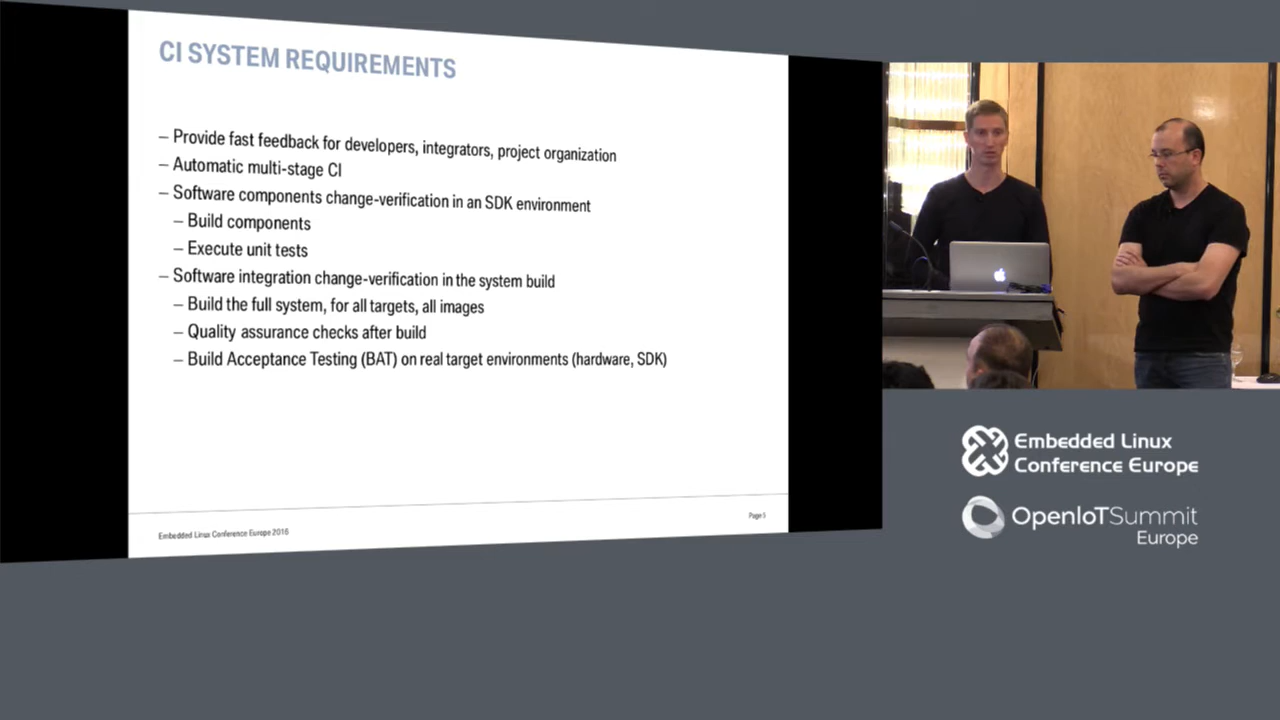 CI SYSTEM REQUIREMENTS
– Provide fast feedback for developers, integrators, project organization
– Automatic multi-stage CI
– Software components change-verification in an SDK environment
– Build components
– Execute unit tests
– Software integration change-verification in the system build
– Build the full system, for all targets, all images
– Quality assurance checks after build
– Build Acceptance Testing (BAT) on real target environments (hardware, SDK)
Embedded Linux Conference Europe 2016
Page 5
Embedded Linux
Conference Europe
OpenIoTSummit
Europe